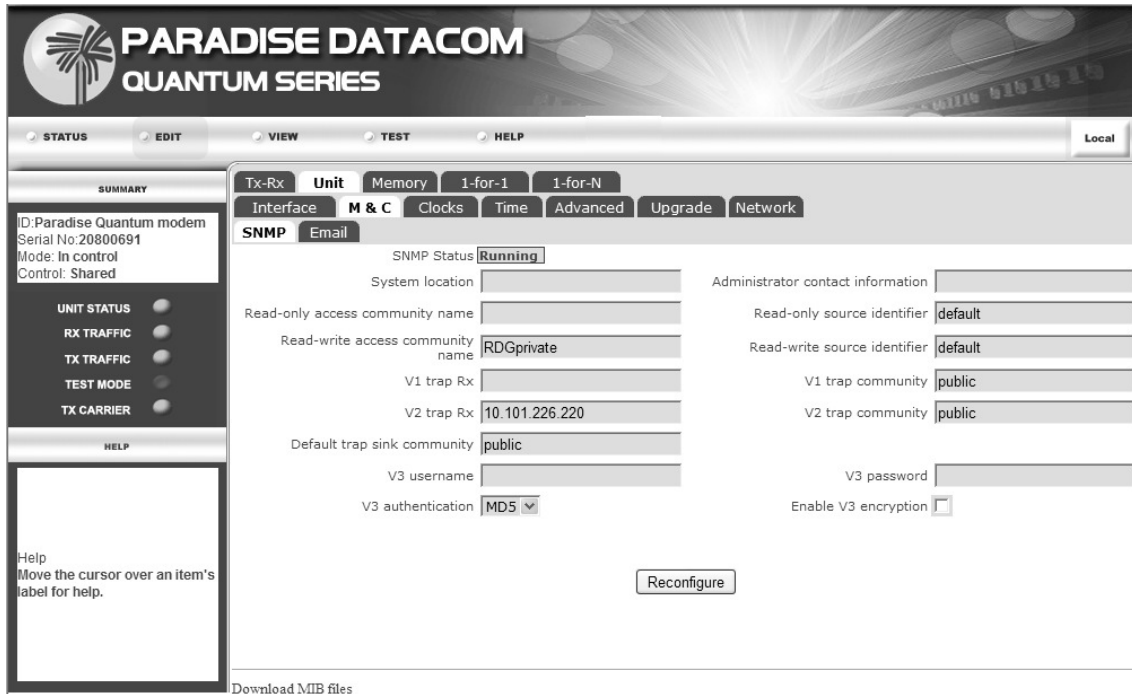 PARADISE DATACOM
QUANTUM SERIES
STATUS EDIT VIEW TEST HELP Local
SUMMARY
ID:Paradise Quantum modem
Serial No:20800691
Mode: In control
Control: Shared
UNIT STATUS
RX TRAFFIC
TX TRAFFIC
TEST MODE
TX CARRIER
HELP
Help
Move the cursor over an item's
label for help.
Tx-Rx Unit Memory 1-for-1 1-for-N
Interface M & C Clocks Time Advanced Upgrade Network
SNMP Email
SNMP Status Running
System location Administrator contact information
Read-only access community name Read-only source identifier default
Read-write access community
name RDGprivate Read-write source identifier default
V1 trap Rx V1 trap community public
V2 trap Rx 10.101.226.220 V2 trap community public
Default trap sink community public
V3 username V3 password
V3 authentication MD5 Enable V3 encryption
Reconfigure
Download MIB files